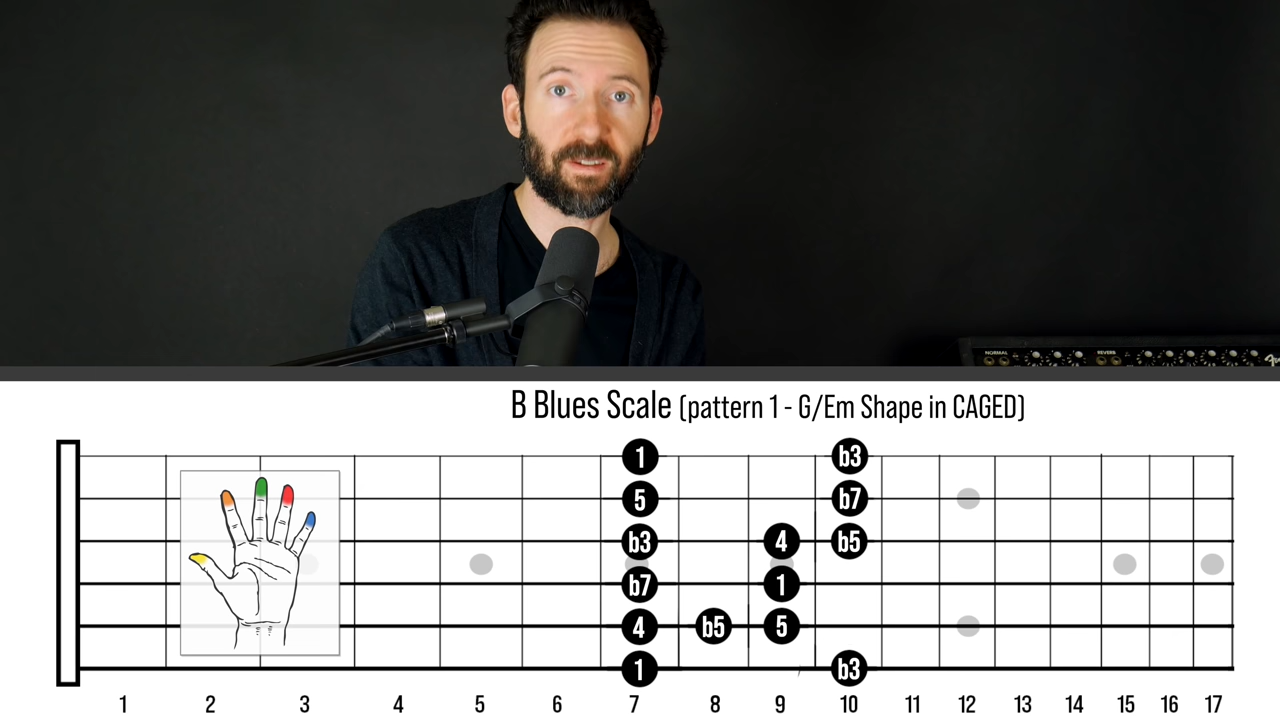 NORMAL REVERB
B Blues Scale (pattern 1 - G/Em Shape in CAGED)
1 b3
5 b7
b3 4 b5
b7 1
4 b5 5
1 b3
1 2 3 4 5 6 7 8 9 10 11 12 13 14 15 16 17